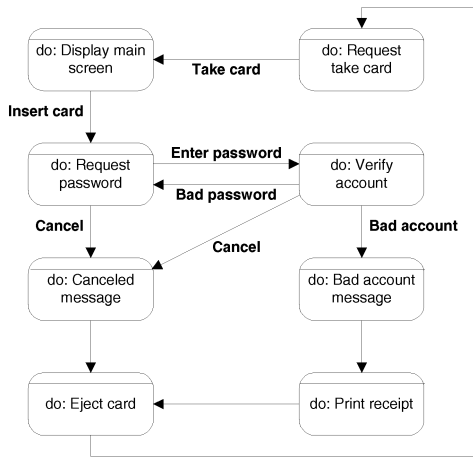 do: Display main
screen
do: Request
take card
Take card
Insert card
do: Request
password
Enter password
Bad password
do: Verify
account
Cancel
Cancel
Bad account
do: Canceled
message
do: Bad account
message
do: Eject card
do: Print receipt